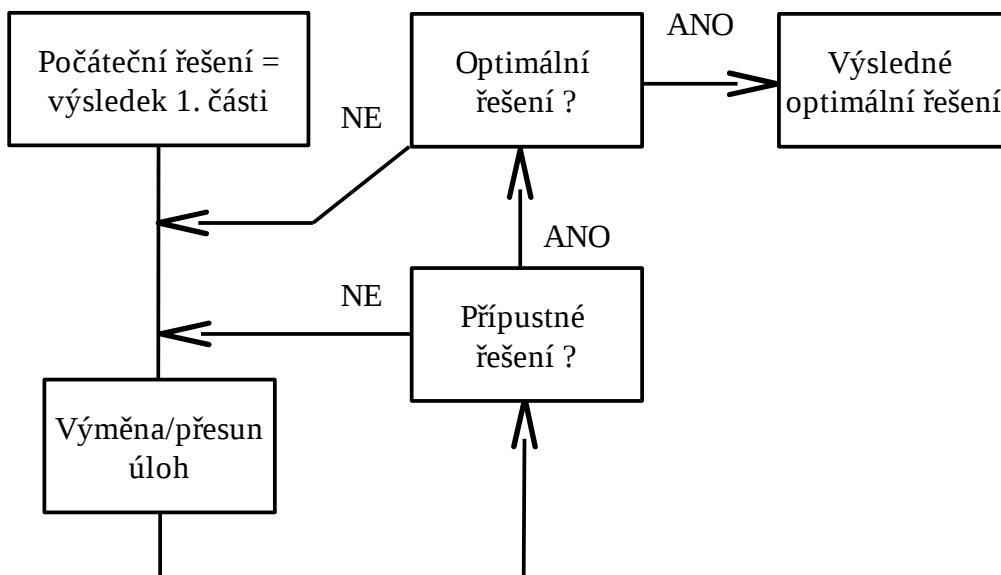 Počáteční řešení =
výsledek 1. části
NE
Optimální
řešení ?
ANO
Výsledné
optimální řešení
ANO
NE
Přípustné
řešení ?
Výměna/přesun
úloh